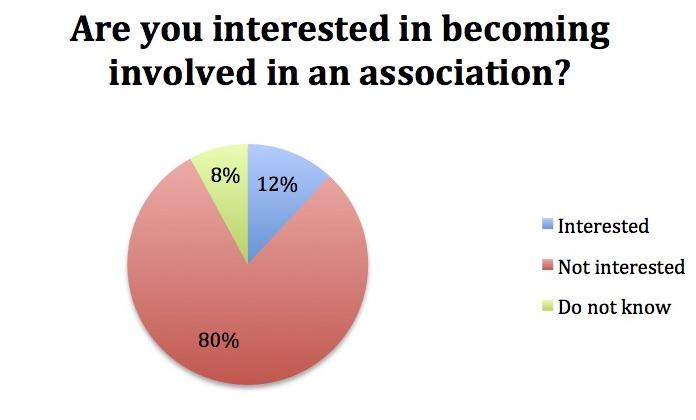 Are you interested in becoming
involved in an association?
8%
12%
Interested
Not interested
Do not know
80%